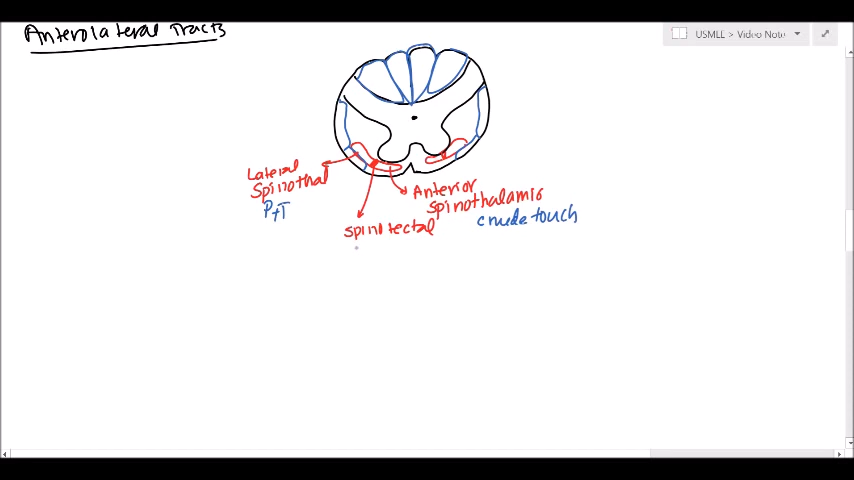 Anterolateral Tracts
USMLE > Video Note
Lateral
Spinothal
P+T
Anterior
spinothalamic
crude touch
spinotectal